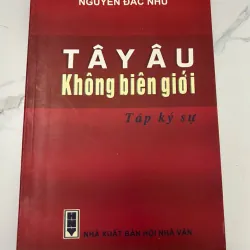 NGUYỄN ĐẮC NHƯ
TÂY ÂU
Không biên giới
Tập ký sự
NHÀ XUẤT BẢN HỘI NHÀ VĂN